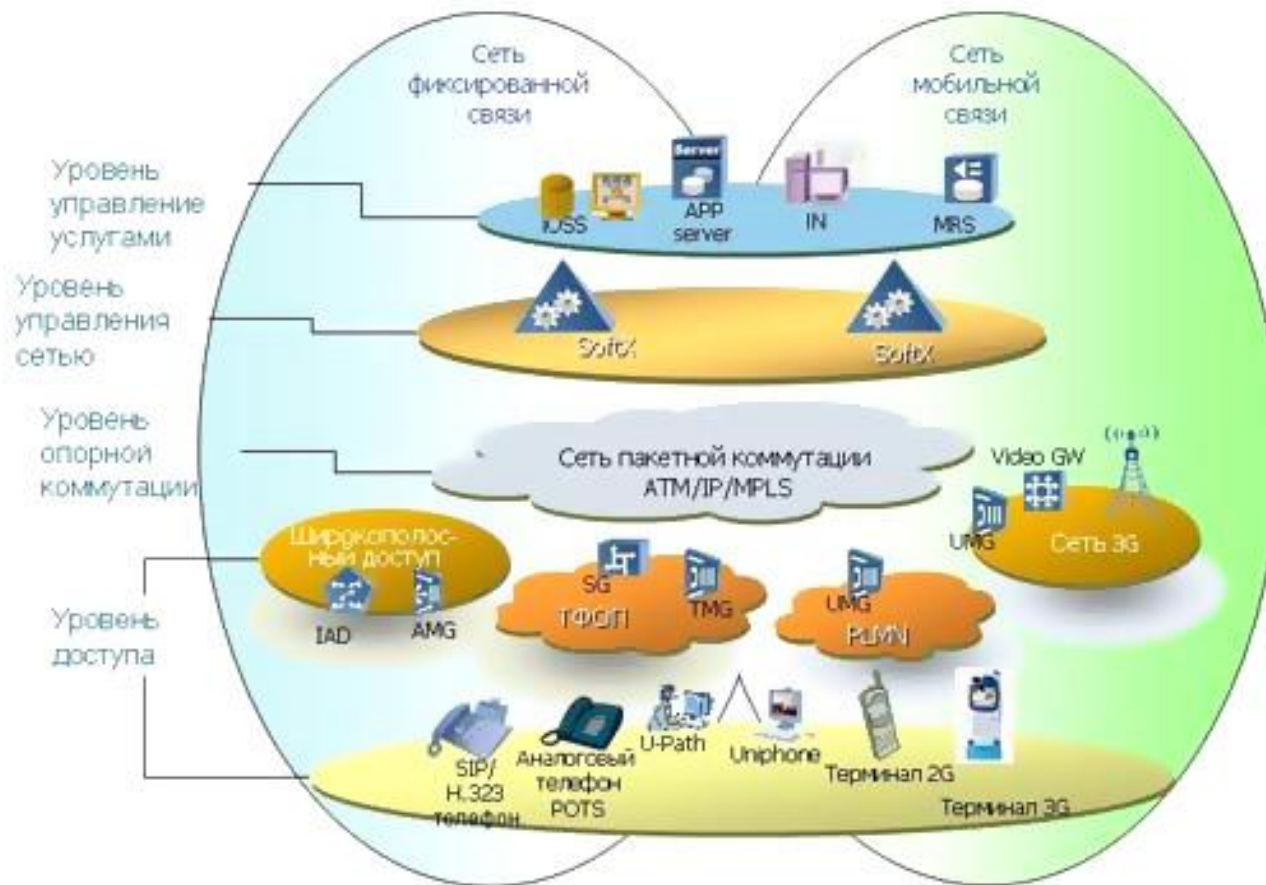 Сеть
фиксированной
связи
Сеть
мобильной
связи
Уровень
управление
услугами
Server
IOSS
APP
server
IN
MRS
Уровень
управления
сетью
SoftX
SoftX
Уровень
опорной
коммутации
Сеть пакетной коммутации
ATM/IP/MPLS
Video GW
UMG
Сеть 3G
Широкополос-
ный доступ
IAD
AMG
SG
ТФОП
TMG
UMG
PLMN
Уровень
доступа
SIP/
H.323
телефон
Аналоговый
телефон
POTS
U-Path
Uniphone
Терминал 2G
Терминал 3G